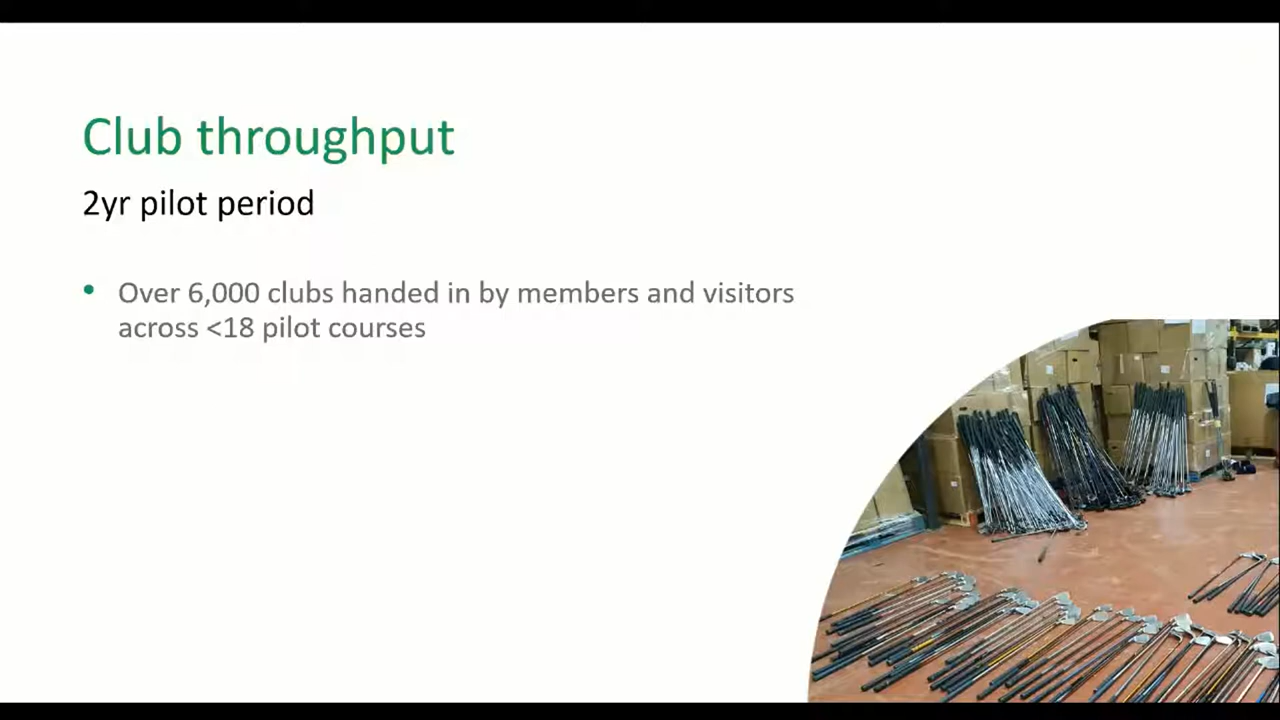 Club throughput
2yr pilot period
• Over 6,000 clubs handed in by members and visitors
across <18 pilot courses